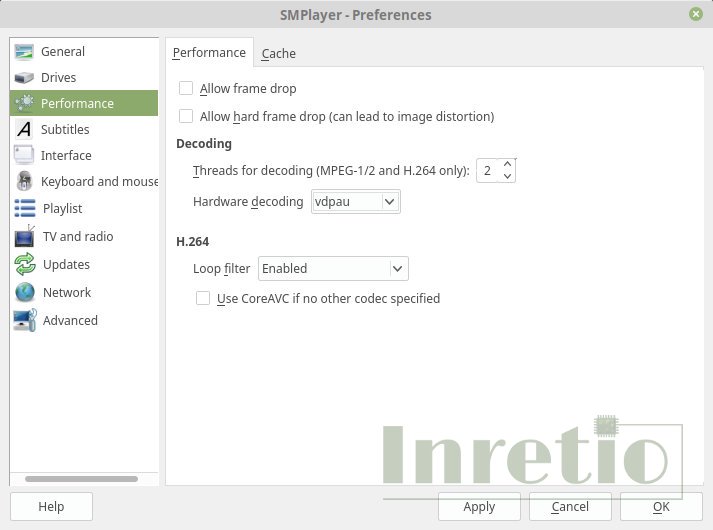 SMPlayer - Preferences
General
Drives
Performance
Subtitles
Interface
Keyboard and mouse
Playlist
TV and radio
Updates
Network
Advanced
Performance
Cache
Allow frame drop
Allow hard frame drop (can lead to image distortion)
Decoding
Threads for decoding (MPEG-1/2 and H.264 only): 2
Hardware decoding vdpau
H.264
Loop filter Enabled
Use CoreAVC if no other codec specified
Inretio
Help
Apply
Cancel
OK